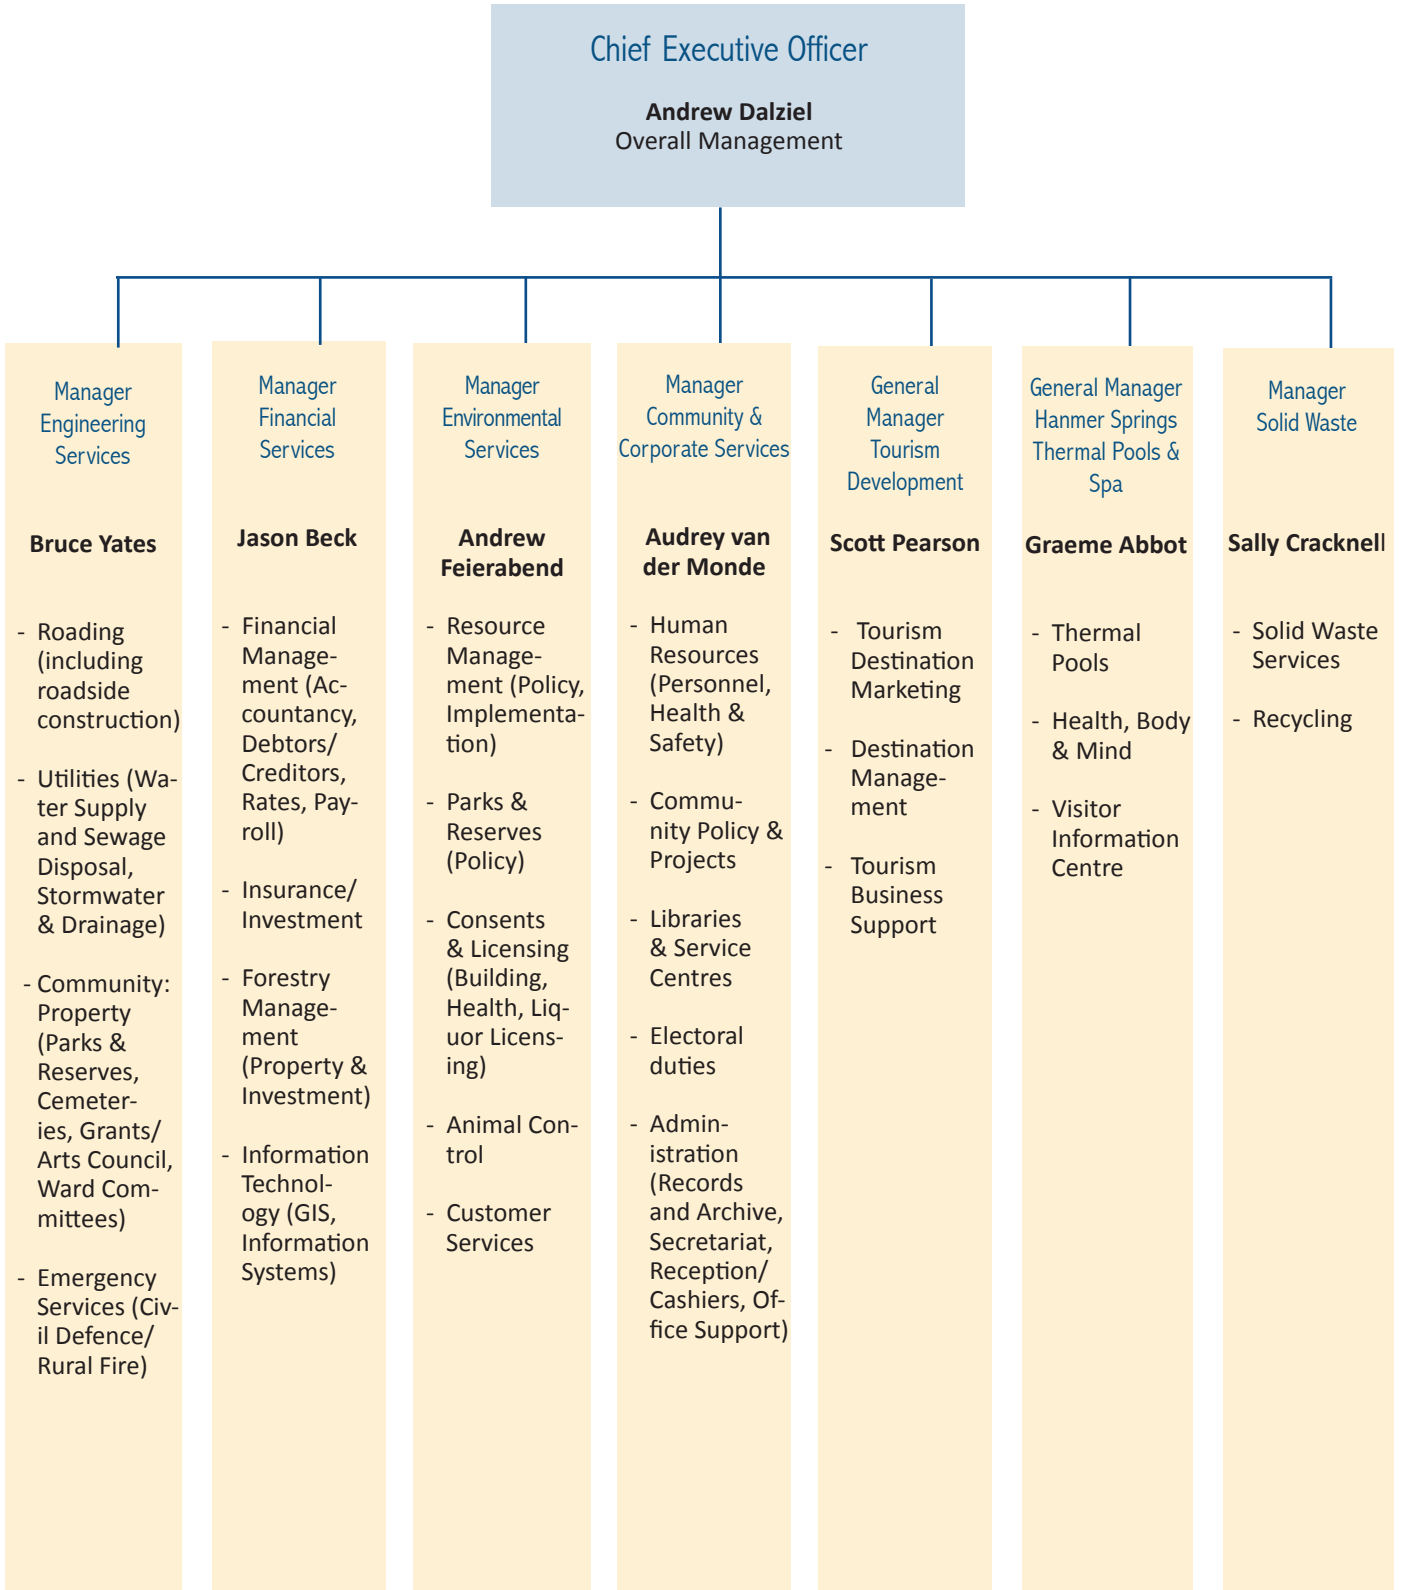 Chief Executive Officer
Andrew Dalziel
Overall Management
Manager
Engineering
Services
Bruce Yates
- Roading
(including
roadside
construction)
- Utilities (Wa-
ter Supply
and Sewage
Disposal,
Stormwater
& Drainage)
- Community:
Property
(Parks &
Reserves,
Cemeter-
ies, Grants/
Arts Council,
Ward Com-
mittees)
- Emergency
Services (Civ-
il Defence/
Rural Fire)
Manager
Financial
Services
Jason Beck
- Financial
Manage-
ment (Ac-
countancy,
Debtors/
Creditors,
Rates, Pay-
roll)
- Insurance/
Investment
- Forestry
Manage-
ment
(Property &
Investment)
- Information
Technol-
ogy (GIS,
Information
Systems)
Manager
Environmental
Services
Andrew
Feierabend
- Resource
Manage-
ment (Policy,
Implementa-
tion)
- Parks &
Reserves
(Policy)
- Consents
& Licensing
(Building,
Health, Liq-
uor Licens-
ing)
- Animal Con-
trol
- Customer
Services
Manager
Community &
Corporate Services
Audrey van
der Monde
- Human
Resources
(Personnel,
Health &
Safety)
- Commu-
nity Policy &
Projects
- Libraries
& Service
Centres
- Electoral
duties
- Admin-
istration
(Records
and Archive,
Secretariat,
Reception/
Cashiers, Of-
fice Support)
General
Manager
Tourism
Development
Scott Pearson
- Tourism
Destination
Marketing
- Destination
Manage-
ment
- Tourism
Business
Support
General Manager
Hanmer Springs
Thermal Pools &
Spa
Graeme Abbot
- Thermal
Pools
- Health, Body
& Mind
- Visitor
Information
Centre
Manager
Solid Waste
Sally Cracknell
- Solid Waste
Services
- Recycling